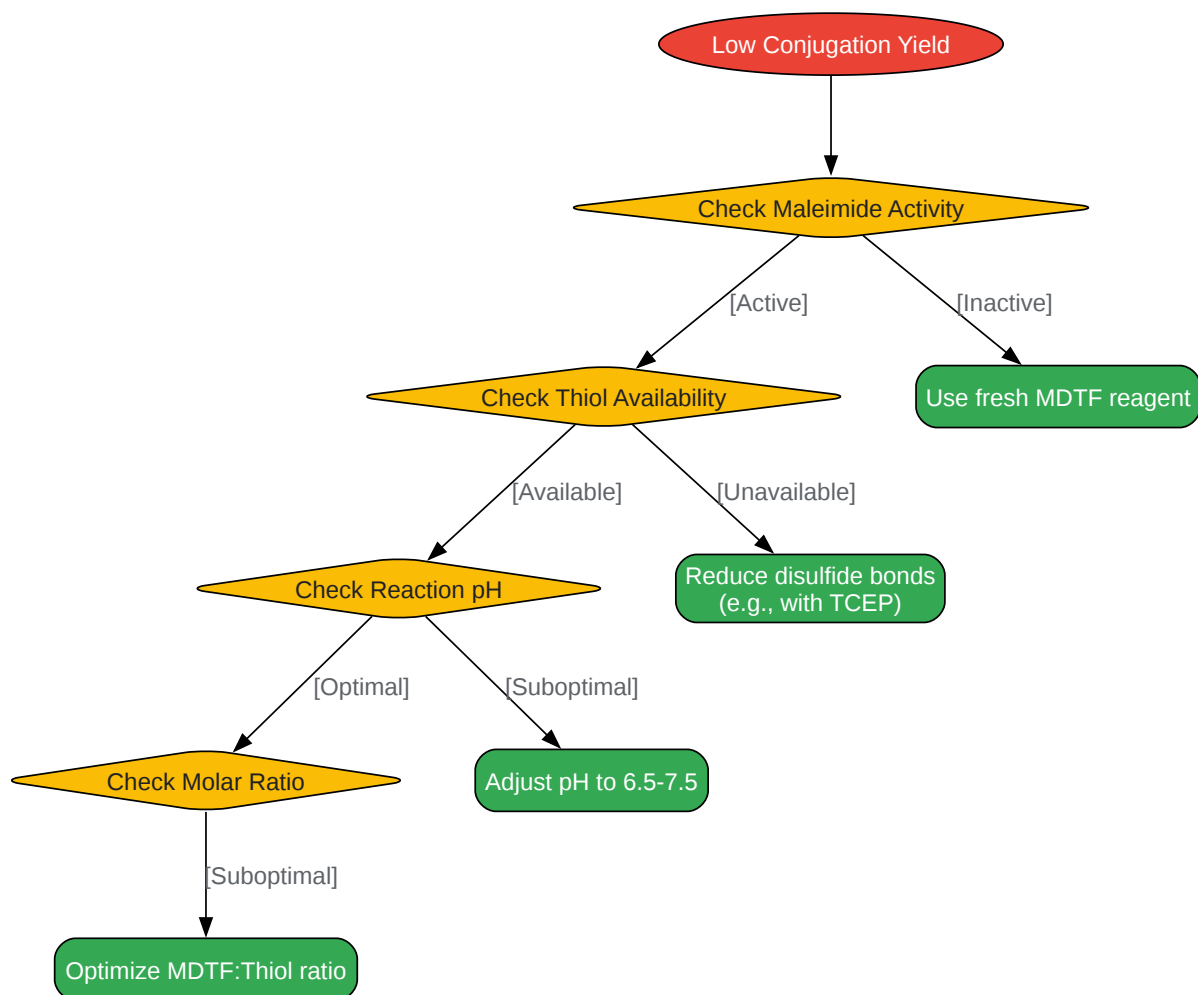 Low Conjugation Yield
Check Maleimide Activity
[Active]
[Inactive]
Check Thiol Availability
Use fresh MDTF reagent
[Available]
[Unavailable]
Check Reaction pH
Reduce disulfide bonds
(e.g., with TCEP)
[Optimal]
[Suboptimal]
Check Molar Ratio
Adjust pH to 6.5-7.5
[Suboptimal]
Optimize MDTF:Thiol ratio